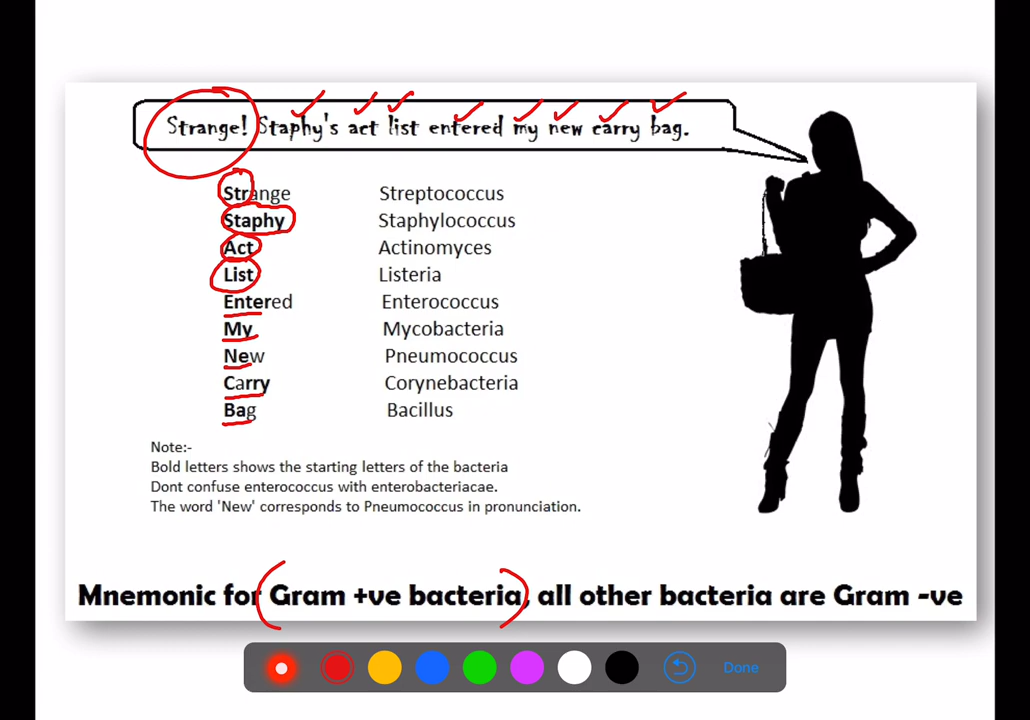 Strange! Staphy's act list entered my new carry bag.
Strange Streptococcus
Staphy Staphylococcus
Act Actinomyces
List Listeria
Entered Enterococcus
My Mycobacteria
New Pneumococcus
Carry Corynebacteria
Bag Bacillus
Note:-
Bold letters shows the starting letters of the bacteria
Dont confuse enterococcus with enterobacteriacae.
The word 'New' corresponds to Pneumococcus in pronunciation.
Mnemonic for Gram +ve bacteria, all other bacteria are Gram -ve
Done